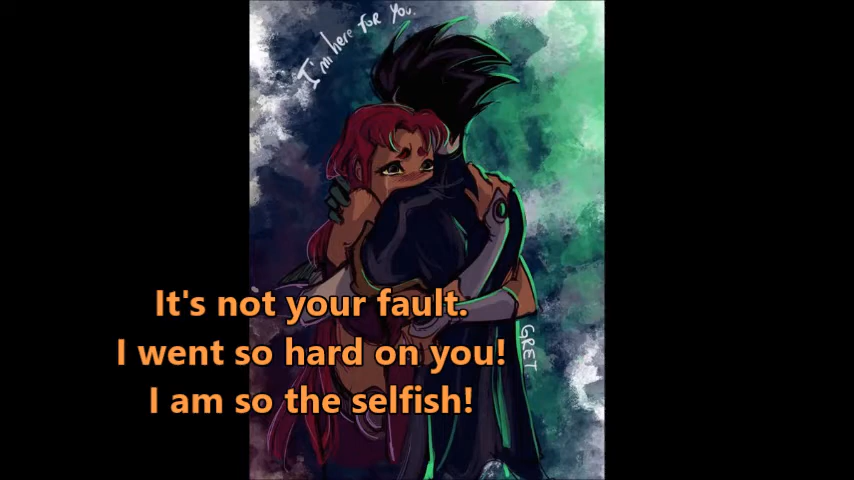 I'm here for you.
It's not your fault.
I went so hard on you!
I am so the selfish!
GRET